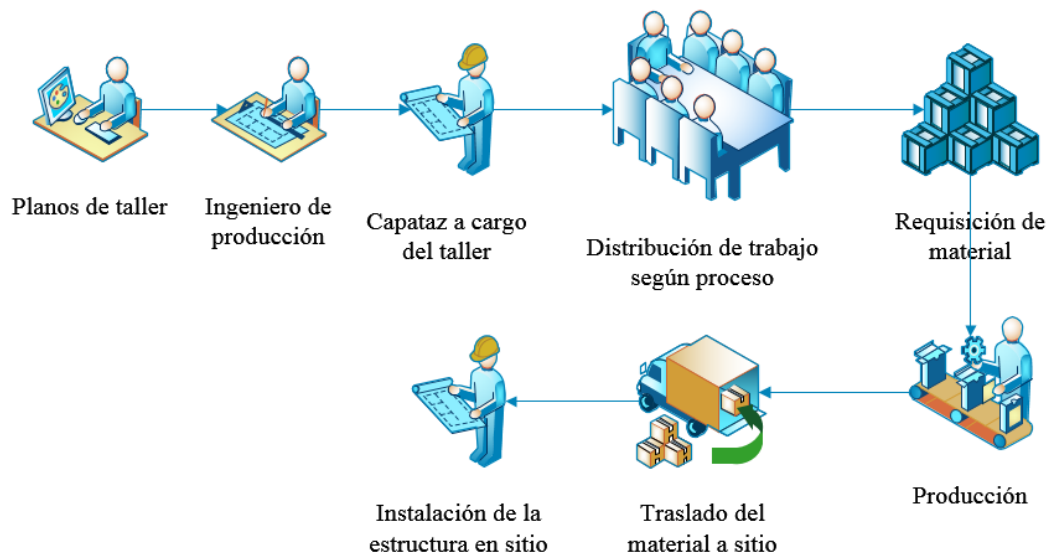 Planos de taller
Ingeniero de
producción
Capataz a cargo
del taller
Distribución de trabajo
según proceso
Requisición de
material
Producción
Traslado del
material a sitio
Instalación de la
estructura en sitio